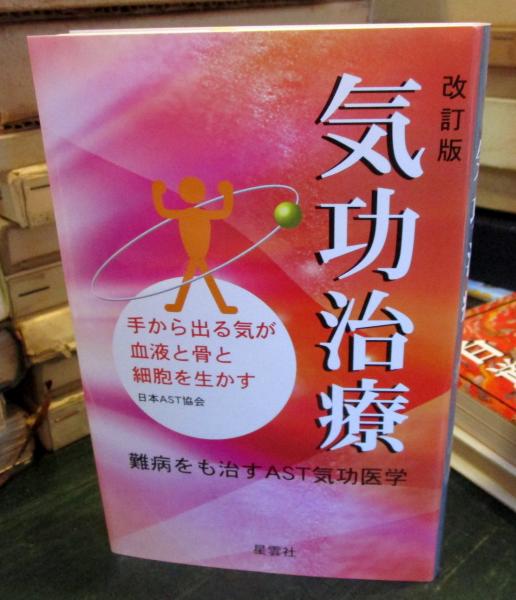 改訂版
気功治療
手から出る気が
血液と骨と
細胞を生かす
日本AST協会
難病をも治すAST気功医学
星雲社